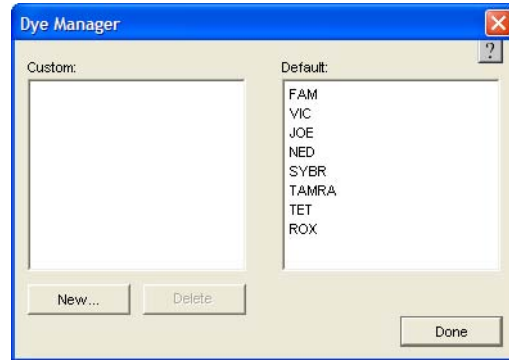 Dye Manager
?
Custom:
Default:
FAM
VIC
JOE
NED
SYBR
TAMRA
TET
ROX
New...
Delete
Done